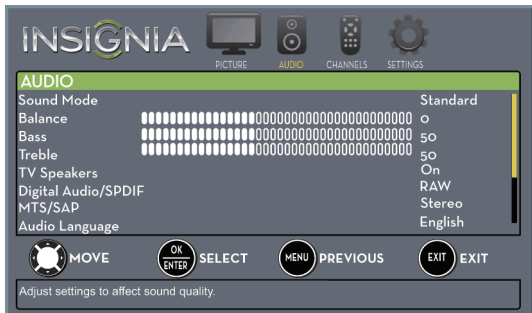 INSIGNIA
PICTURE AUDIO CHANNELS SETTINGS
AUDIO
Sound Mode Standard
Balance 0
Bass 50
Treble 50
TV Speakers On
Digital Audio/SPDIF RAW
MTS/SAP Stereo
Audio Language English
MOVE OK ENTER SELECT MENU PREVIOUS EXIT EXIT
Adjust settings to affect sound quality.